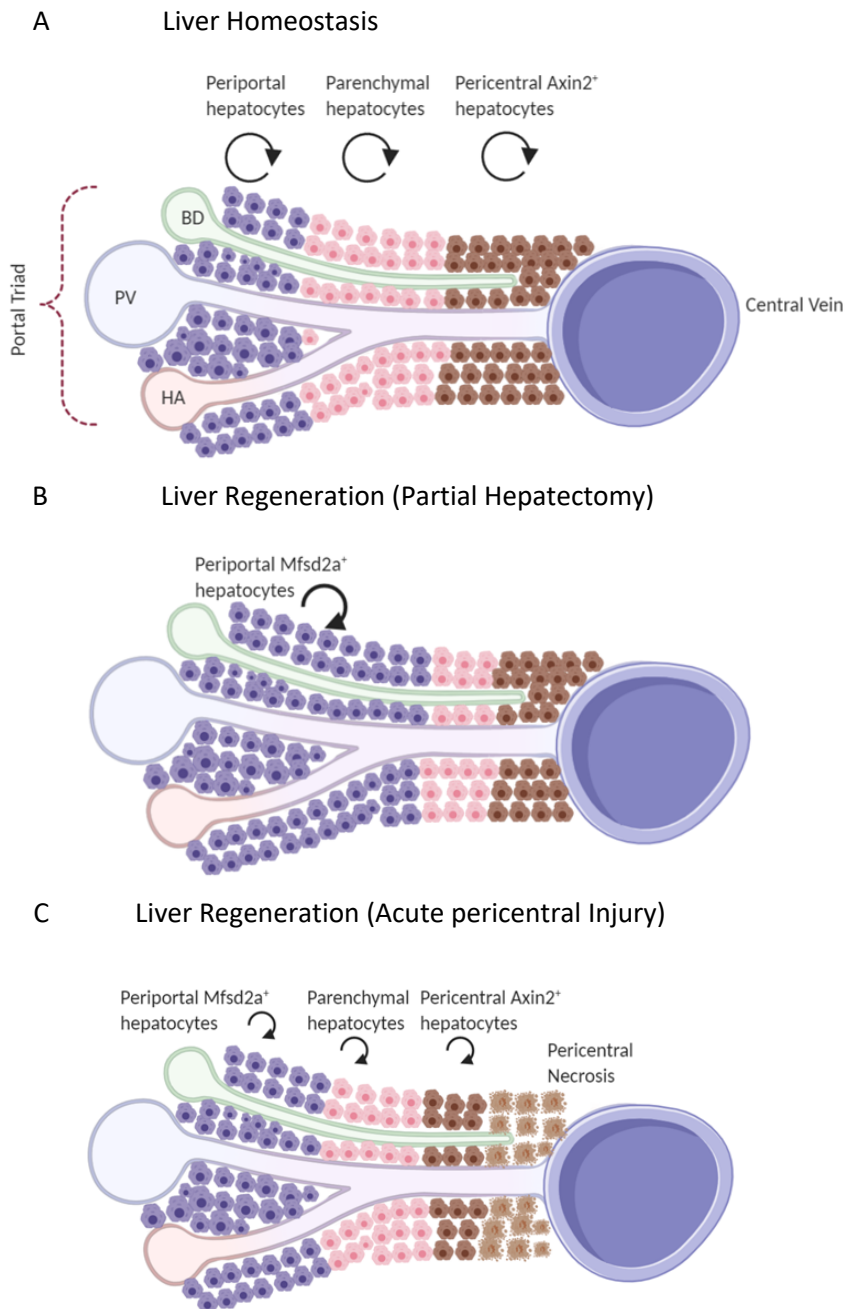 A Liver Homeostasis
Periportal hepatocytes
Parenchymal hepatocytes
Pericentral Axin2⁺ hepatocytes
Portal Triad
BD
PV
HA
Central Vein
B Liver Regeneration (Partial Hepatectomy)
Periportal Mfsd2a⁺
hepatocytes
C Liver Regeneration (Acute pericentral Injury)
Periportal Mfsd2a⁺
hepatocytes
Parenchymal
hepatocytes
Pericentral Axin2⁺
hepatocytes
Pericentral
Necrosis